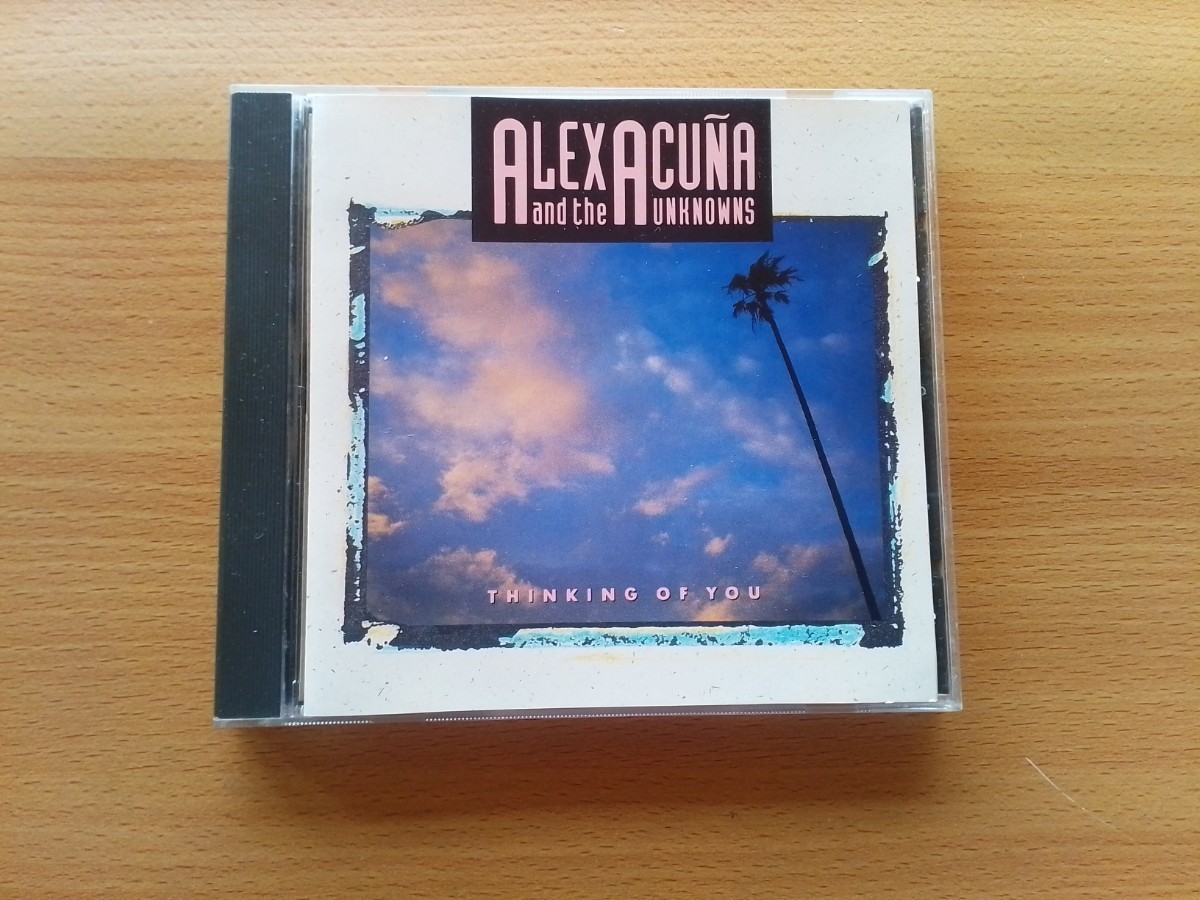 ALEX ACUÑA
and the UNKNOWNS
THINKING OF YOU